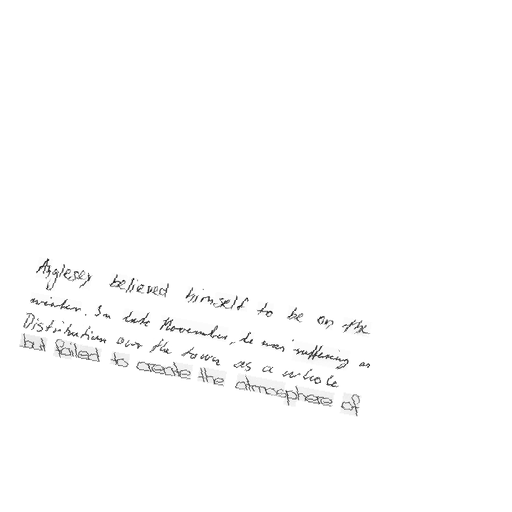 Anglesey believed himself to be on the
winter. In late November, he was suffering an
Distribution over the town as a whole
but failed to create the atmosphere of